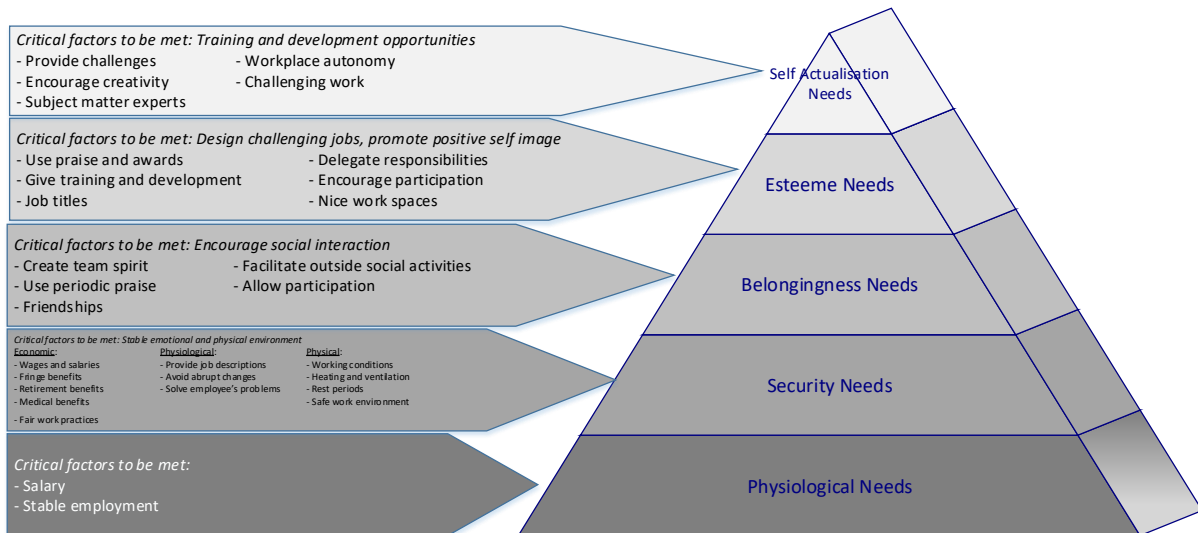 Critical factors to be met: Training and development opportunities
- Provide challenges - Workplace autonomy
- Encourage creativity - Challenging work
- Subject matter experts
Self Actualisation
Needs
Critical factors to be met: Design challenging jobs, promote positive self image
- Use praise and awards - Delegate responsibilities
- Give training and development - Encourage participation
- Job titles - Nice work spaces
Esteeme Needs
Critical factors to be met: Encourage social interaction
- Create team spirit - Facilitate outside social activities
- Use periodic praise - Allow participation
- Friendships
Belongingness Needs
Critical factors to be met: Stable emotional and physical environment
Economic: Physiological: Physical:
- Wages and salaries - Provide job descriptions - Working conditions
- Fringe benefits - Avoid abrupt changes - Heating and ventilation
- Retirement benefits - Solve employee's problems - Rest periods
- Medical benefits - Safe work environment
- Fair work practices
Security Needs
Critical factors to be met:
- Salary
- Stable employment
Physiological Needs